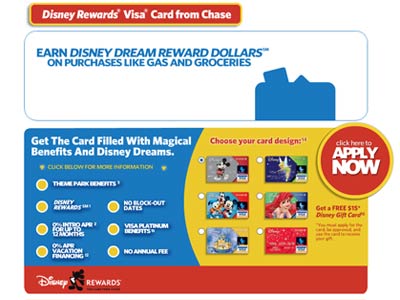 Disney Rewards® Visa® Card from Chase
EARN DISNEY DREAM REWARD DOLLARS℠
ON PURCHASES LIKE GAS AND GROCERIES
Get The Card Filled With Magical
Benefits And Disney Dreams.
CLICK BELOW FOR MORE INFORMATION
THEME PARK BENEFITS
DISNEY
REWARDS
NO BLOCK-OUT
DATES
0% INTRO APR
FOR UP TO
12 MONTHS
VISA PLATINUM
BENEFITS
0% APR
VACATION
FINANCING
NO ANNUAL FEE
Choose your card design:
click here to
APPLY
NOW
Get a FREE $15*
Disney Gift Card
*You must apply for the
card, be approved, and
use the card to receive
your gift.
Disney REWARDS